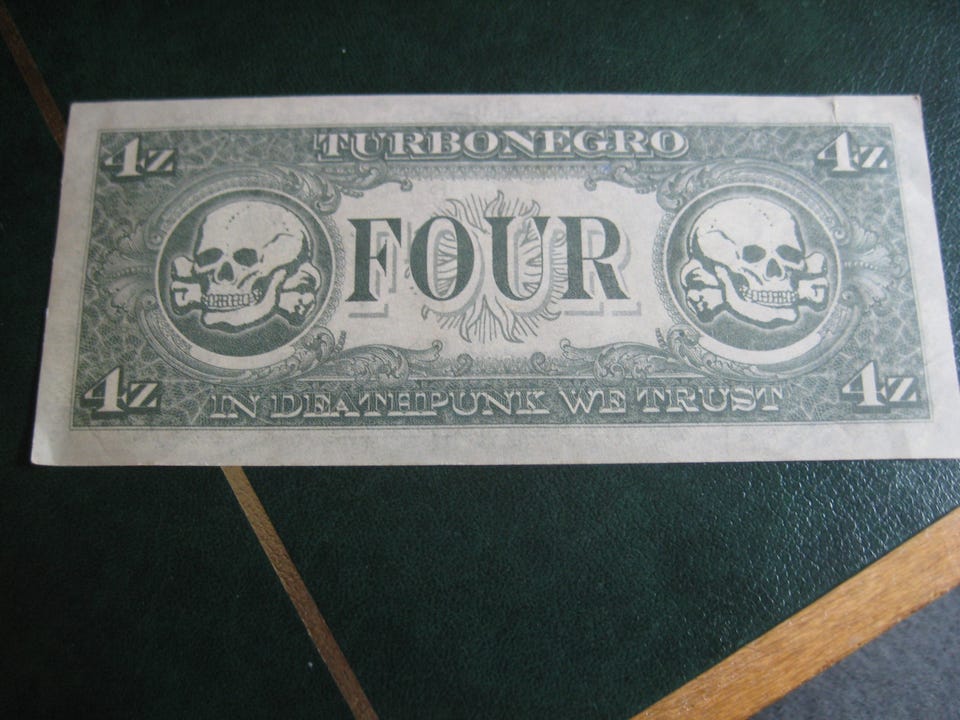 TURBONEGRO
4z 4z
FOUR
4z 4z
IN DEATHPUNK WE TRUST